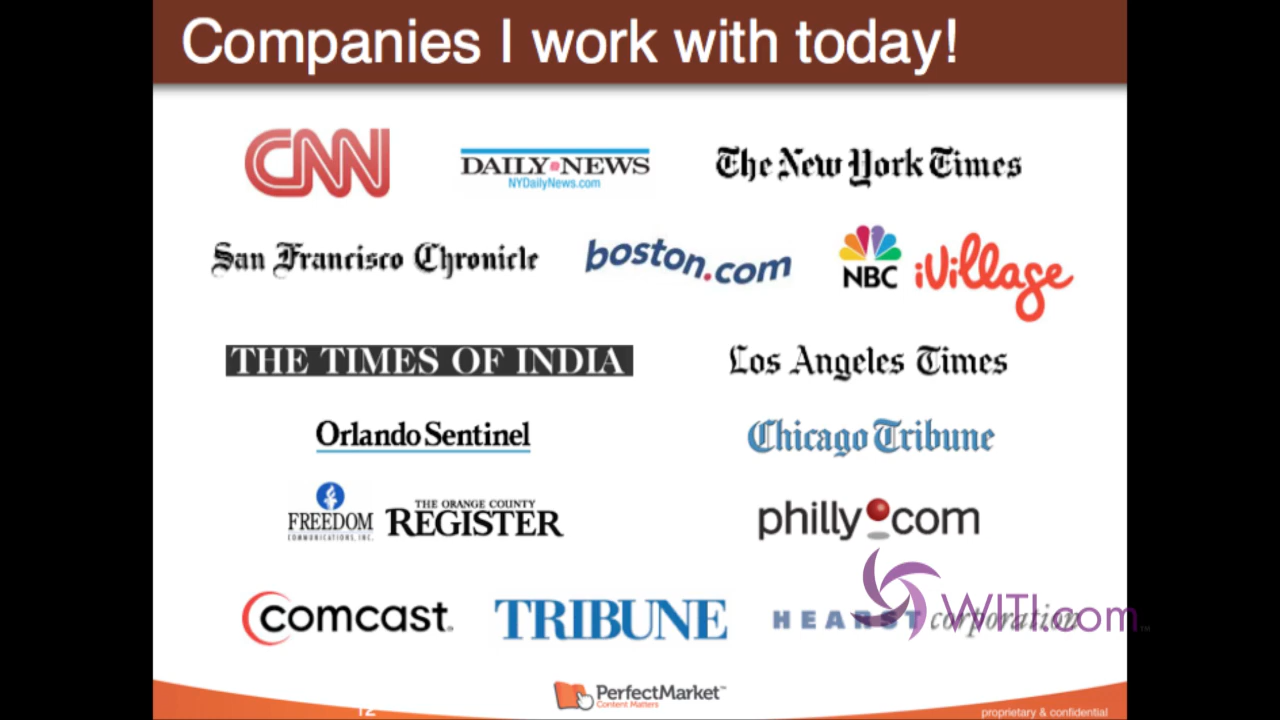 Companies I work with today!
CNN
DAILY NEWS
NYDailyNews.com
The New York Times
San Francisco Chronicle
boston.com
NBC iVillage
THE TIMES OF INDIA
Los Angeles Times
Orlando Sentinel
Chicago Tribune
FREEDOM
COMMUNICATIONS, INC.
THE ORANGE COUNTY
REGISTER
philly.com
comcast.
TRIBUNE
HEARST corporation
WITI.com
PerfectMarket™
Content Matters
12
proprietary & confidential